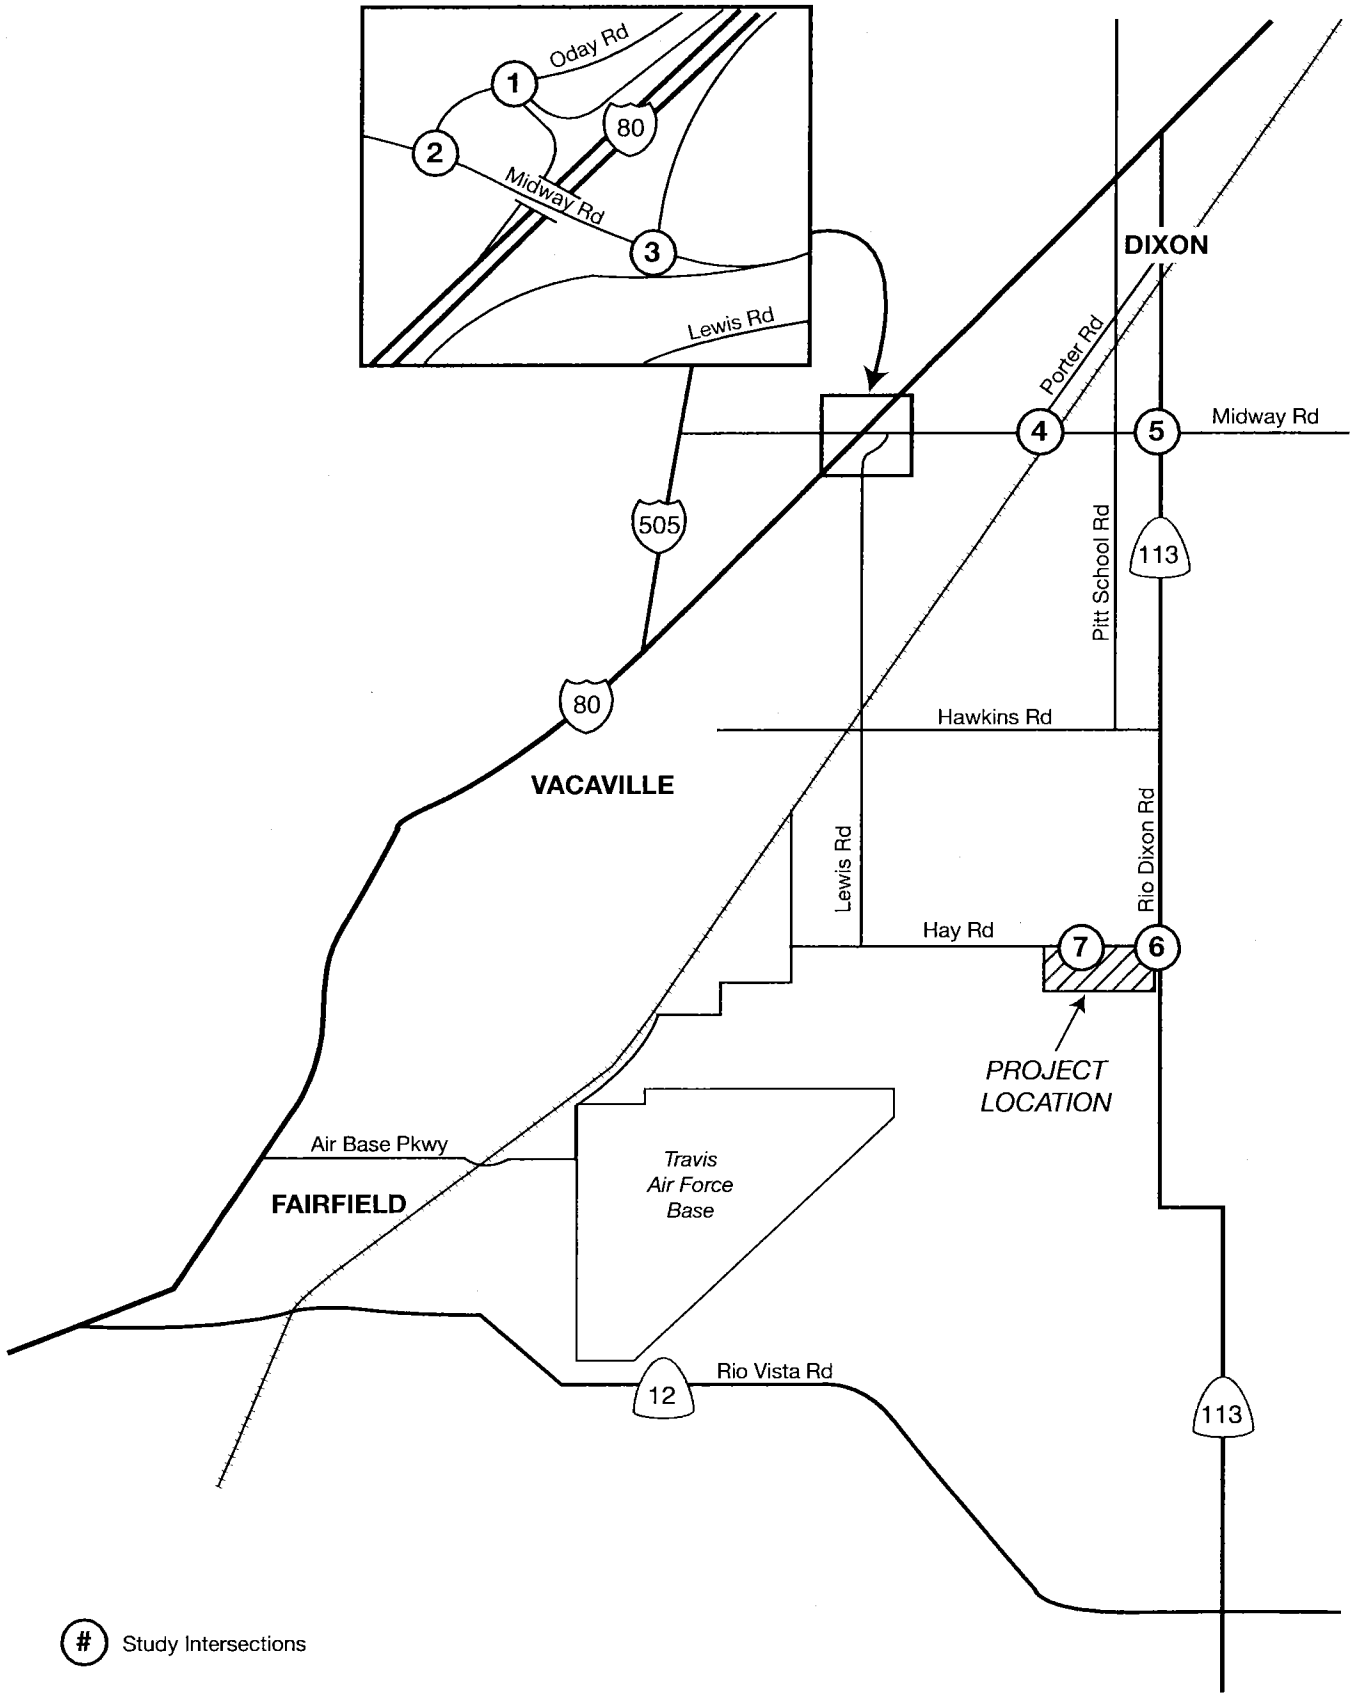 Oday Rd
1
80
2
Midway Rd
3
Lewis Rd
DIXON
Porter Rd
4
5
Midway Rd
505
Pitt School Rd
113
80
Hawkins Rd
VACAVILLE
Lewis Rd
Rio Dixon Rd
Hay Rd
7
6
PROJECT
LOCATION
Air Base Pkwy
Travis
Air Force
Base
FAIRFIELD
Rio Vista Rd
12
113
# Study Intersections